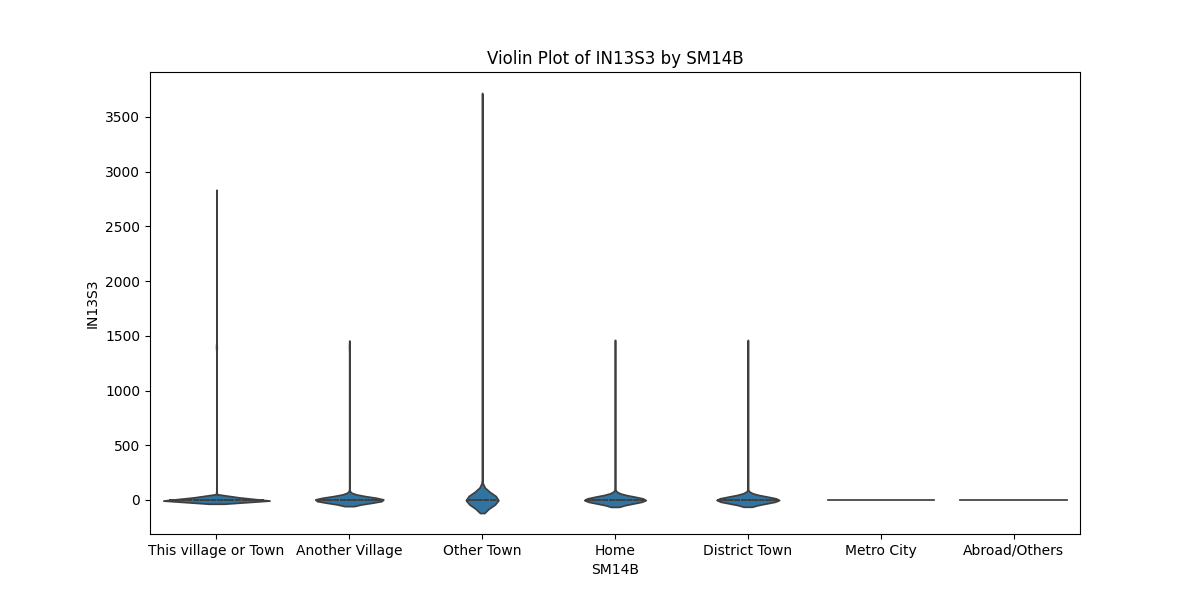 Violin Plot of IN13S3 by SM14B
3500
3000
2500
2000
1500
1000
500
0
IN13S3
This village or Town
Another Village
Other Town
Home
District Town
Metro City
Abroad/Others
SM14B